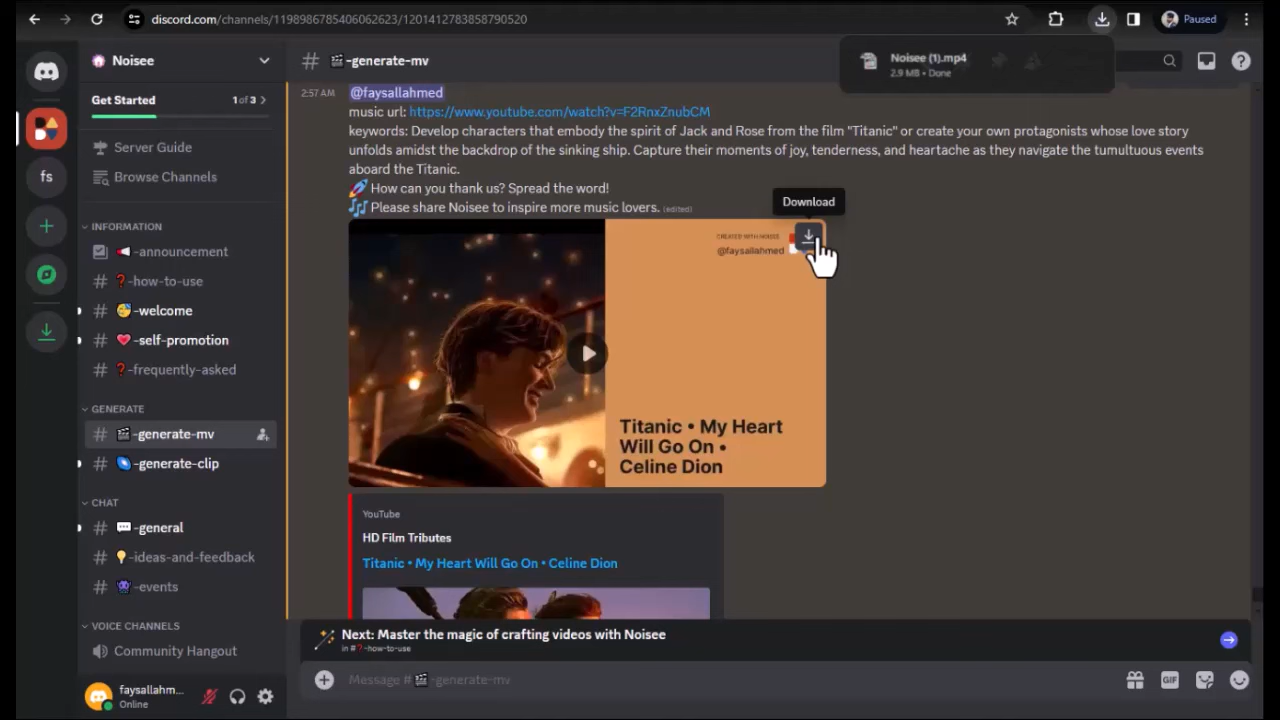 discord.com/channels/1198986785406062623/1201412783858790520
Paused
Noisee
-generate-mv
Noisee (1).mp4
2.9 MB • Done
Get Started
1 of 3
Server Guide
Browse Channels
INFORMATION
-announcement
-how-to-use
-welcome
-self-promotion
-frequently-asked
GENERATE
-generate-mv
-generate-clip
CHAT
-general
-ideas-and-feedback
-events
VOICE CHANNELS
Community Hangout
faysallahm...
Online
fs
2:57 AM @faysallahmed
music url: https://www.youtube.com/watch?v=F2RnxZnubCM
keywords: Develop characters that embody the spirit of Jack and Rose from the film "Titanic" or create your own protagonists whose love story
unfolds amidst the backdrop of the sinking ship. Capture their moments of joy, tenderness, and heartache as they navigate the tumultuous events
aboard the Titanic.
🚀 How can you thank us? Spread the word!
🎶 Please share Noisee to inspire more music lovers. (edited)
Download
CREATED WITH NOISEE
@faysallahmed
Titanic • My Heart
Will Go On •
Celine Dion
YouTube
HD Film Tributes
Titanic • My Heart Will Go On • Celine Dion
Next: Master the magic of crafting videos with Noisee
in #❓-how-to-use
Message #🎬-generate-mv
GIF